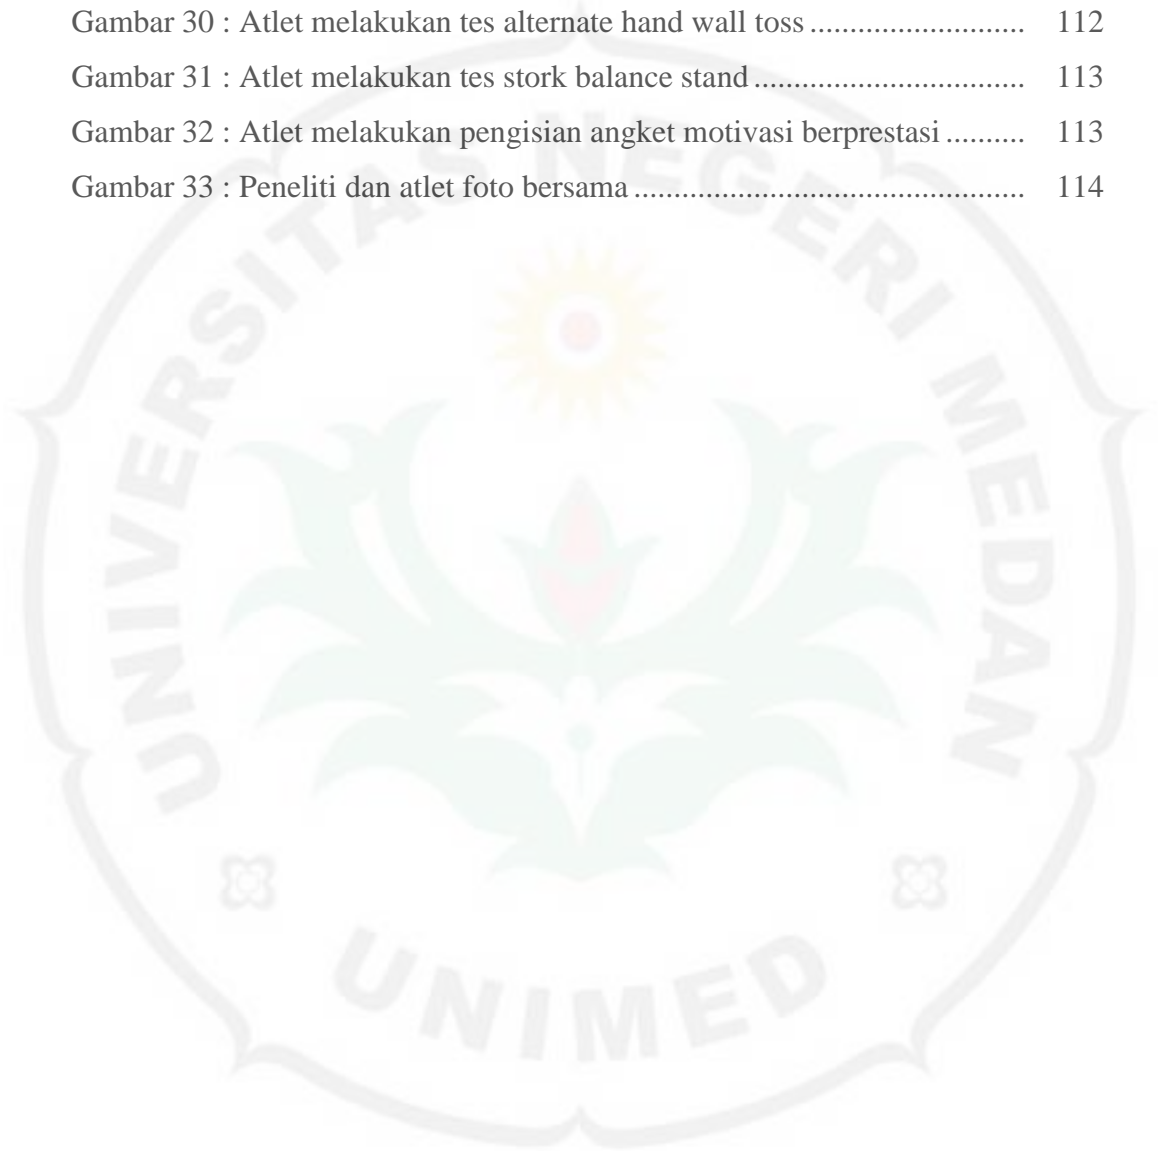 Gambar 30 : Atlet melakukan tes alternate hand wall toss ........................... 112
Gambar 31 : Atlet melakukan tes stork balance stand .................................. 113
Gambar 32 : Atlet melakukan pengisian angket motivasi berprestasi .......... 113
Gambar 33 : Peneliti dan atlet foto bersama ................................................. 114
UNIVERSITAS NEGERI MEDAN
UNIMED